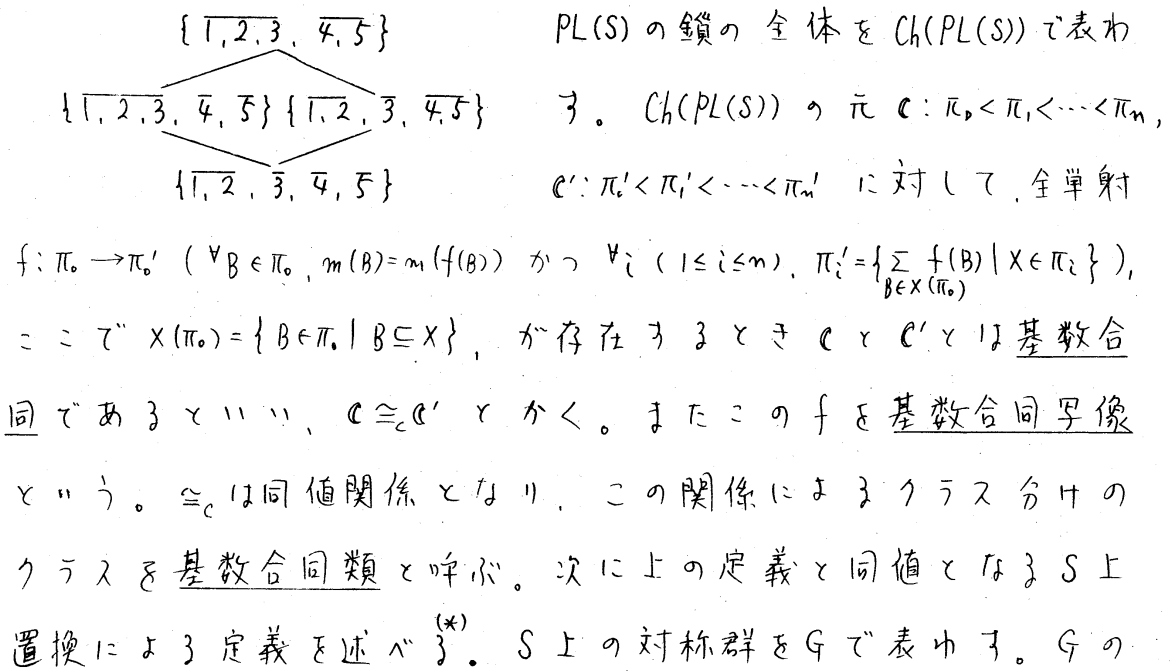 { 1,2,3, 4,5 }
{ 1,2,3, 4, 5 } { 1,2, 3, 4,5 }
{ 1,2, 3, 4, 5 }
PL(S) の鎖の 全体を Ch(PL(S)) で表わ
す。 Ch(PL(S)) の 元 ℂ: π₀<π₁<⋯<πₙ,
ℂ′: π₀′<π₁′<⋯<πₙ′ に対して、全単射
f: π₀→π₀′ ( ∀B∈π₀, m(B)=m(f(B)) かつ ∀i (1≤i≤n), πᵢ′={ ∑ f(B) | X∈πᵢ } ),
B∈X(π₀)
ここで X(π₀)={ B∈π₀ | B⊆X }, が存在するとき ℂ と ℂ′とは基数合
同であるといい、 ℂ≅cℂ′ とかく。またこの f を基数合同写像
という。≅c は同値関係となり、この関係によるクラス分けの
クラスを基数合同類と呼ぶ。次に上の定義と同値となる S 上
置換による定義を述べる(*)。S 上の対称群を G で表わす。G の